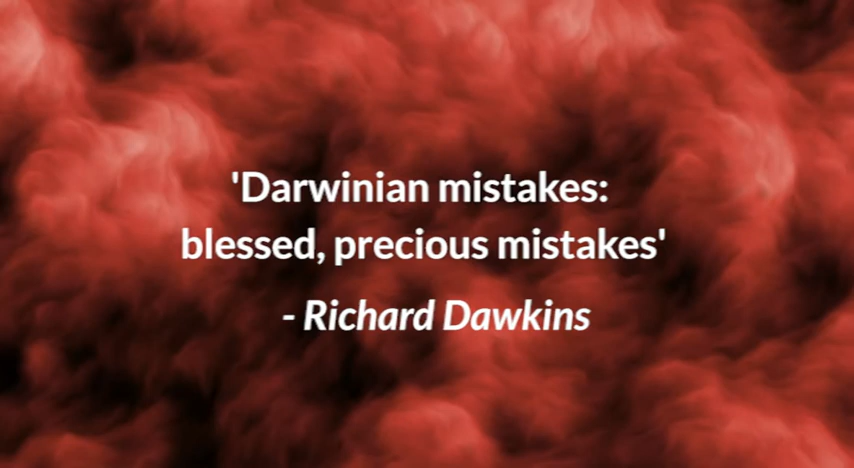 'Darwinian mistakes:
blessed, precious mistakes'
- Richard Dawkins